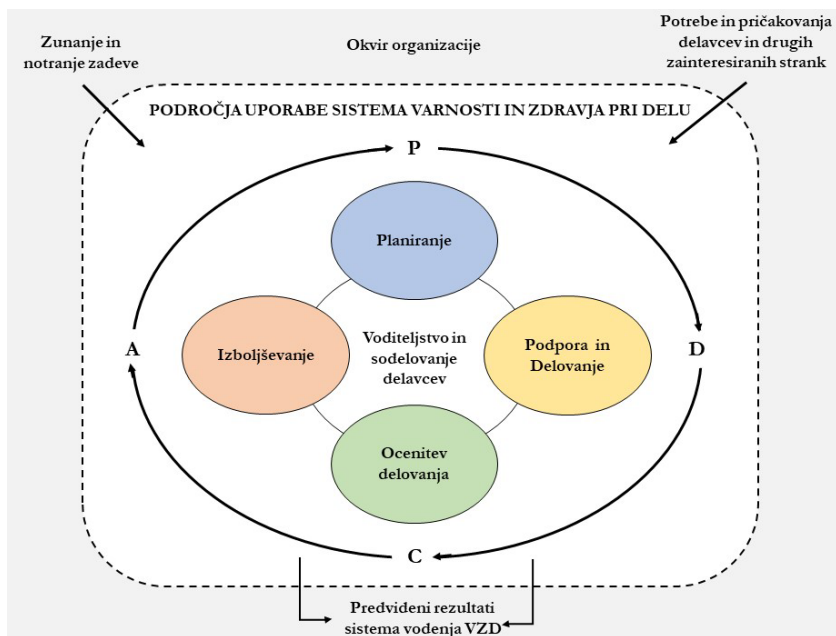 Zunanje in
notranje zadeve
Okvir organizacije
Potrebe in pričakovanja
delavcev in drugih
zainteresiranih strank
PODROČJA UPORABE SISTEMA VARNOSTI IN ZDRAVJA PRI DELU
P
Planiranje
A
Izboljševanje
Voditeljstvo in
sodelovanje
delavcev
Podpora in
Delovanje
D
Ocenitev
delovanja
C
Predvideni rezultati
sistema vodenja VZD